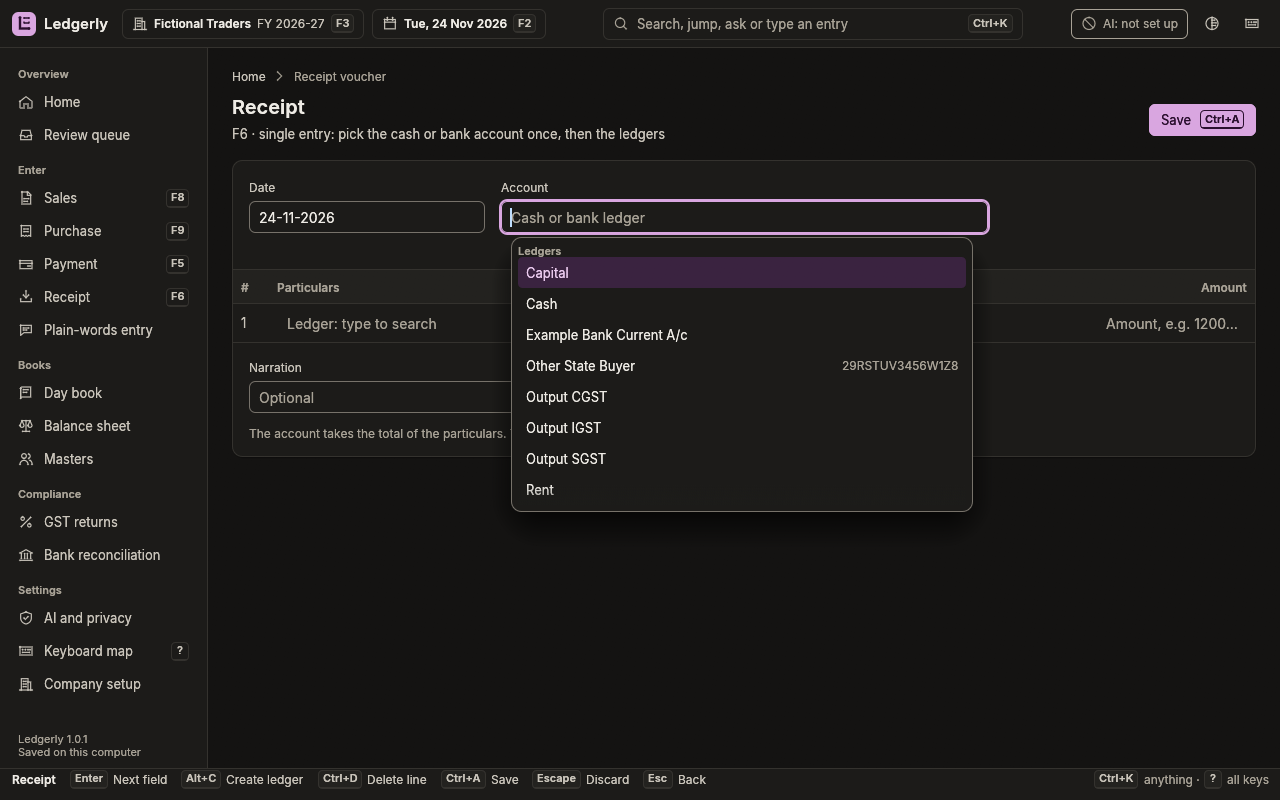 Ledgerly
Fictional Traders FY 2026-27 F3
Tue, 24 Nov 2026 F2
Search, jump, ask or type an entry Ctrl+K
AI: not set up
Overview
Home
Review queue
Enter
Sales F8
Purchase F9
Payment F5
Receipt F6
Plain-words entry
Books
Day book
Balance sheet
Masters
Compliance
GST returns
Bank reconciliation
Settings
AI and privacy
Keyboard map ?
Company setup
Ledgerly 1.0.1
Saved on this computer
Home Receipt voucher
Receipt
F6 · single entry: pick the cash or bank account once, then the ledgers
Save Ctrl+A
Date
24-11-2026
Account
Cash or bank ledger
Ledgers
Capital
Cash
Example Bank Current A/c
Other State Buyer 29RSTUV3456W1Z8
Output CGST
Output IGST
Output SGST
Rent
# Particulars Amount
1 Ledger: type to search Amount, e.g. 1200...
Narration
Optional
The account takes the total of the particulars.
Receipt Enter Next field Alt+C Create ledger Ctrl+D Delete line Ctrl+A Save Escape Discard Esc Back
Ctrl+K anything · ? all keys